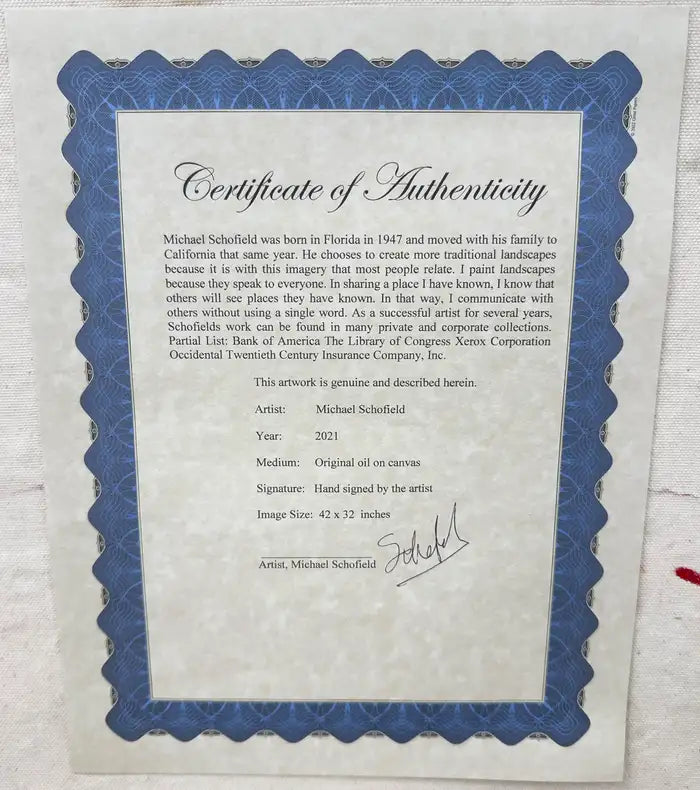 Certificate of Authenticity
Michael Schofield was born in Florida in 1947 and moved with his family to
California that same year. He chooses to create more traditional landscapes
because it is with this imagery that most people relate. I paint landscapes
because they speak to everyone. In sharing a place I have known, I know that
others will see places they have known. In that way, I communicate with
others without using a single word. As a successful artist for several years,
Schofields work can be found in many private and corporate collections.
Partial List: Bank of America The Library of Congress Xerox Corporation
Occidental Twentieth Century Insurance Company, Inc.
This artwork is genuine and described herein.
Artist: Michael Schofield
Year: 2021
Medium: Original oil on canvas
Signature: Hand signed by the artist
Image Size: 42 x 32 inches
Schofield
Artist, Michael Schofield